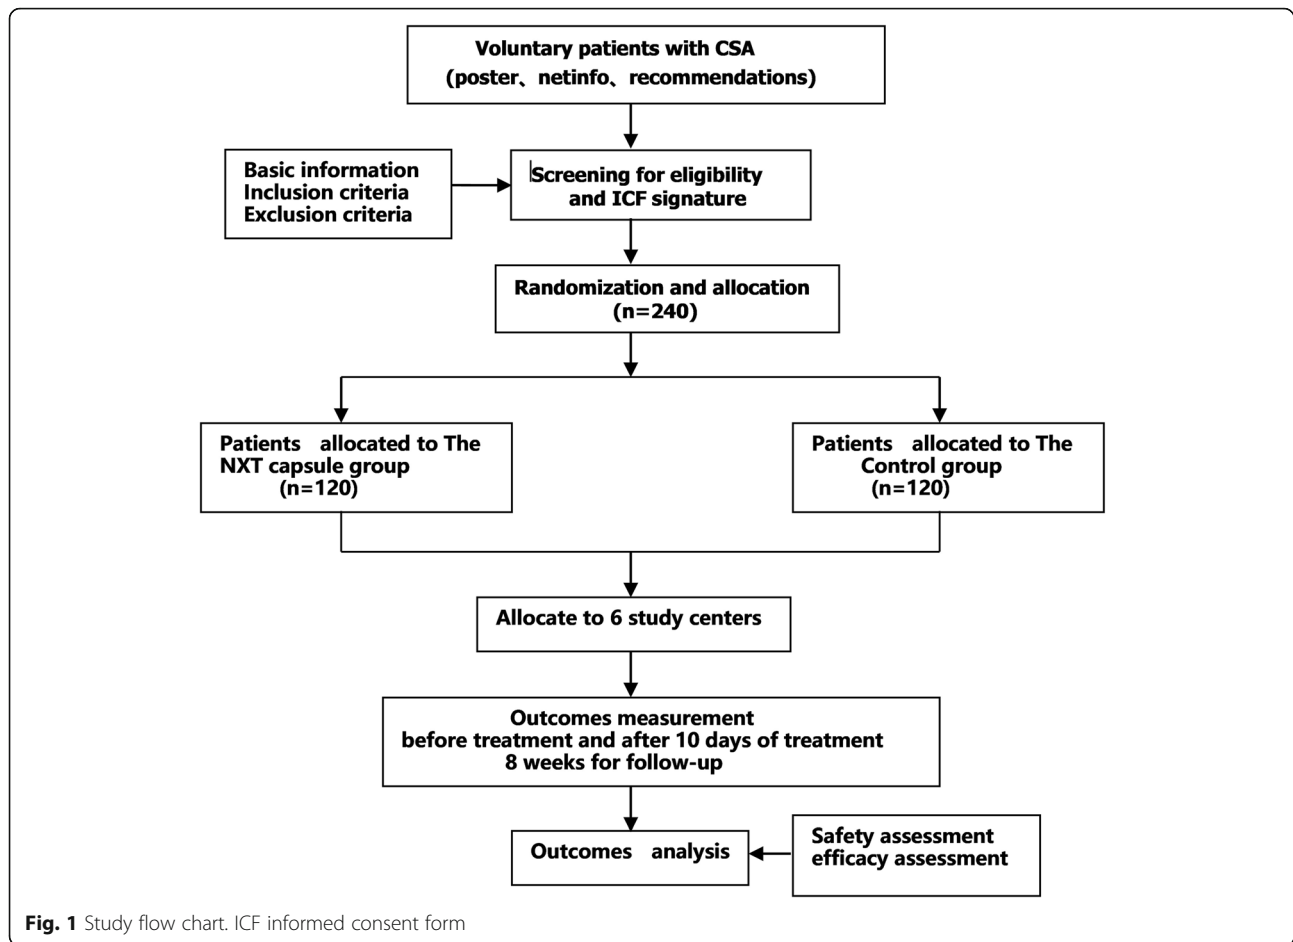 Voluntary patients with CSA
(poster、netinfo、recommendations)
Basic information
Inclusion criteria
Exclusion criteria
Screening for eligibility
and ICF signature
Randomization and allocation
(n=240)
Patients allocated to The
NXT capsule group
(n=120)
Patients allocated to The
Control group
(n=120)
Allocate to 6 study centers
Outcomes measurement
before treatment and after 10 days of treatment
8 weeks for follow-up
Outcomes analysis
Safety assessment
efficacy assessment
Fig. 1 Study flow chart. ICF informed consent form